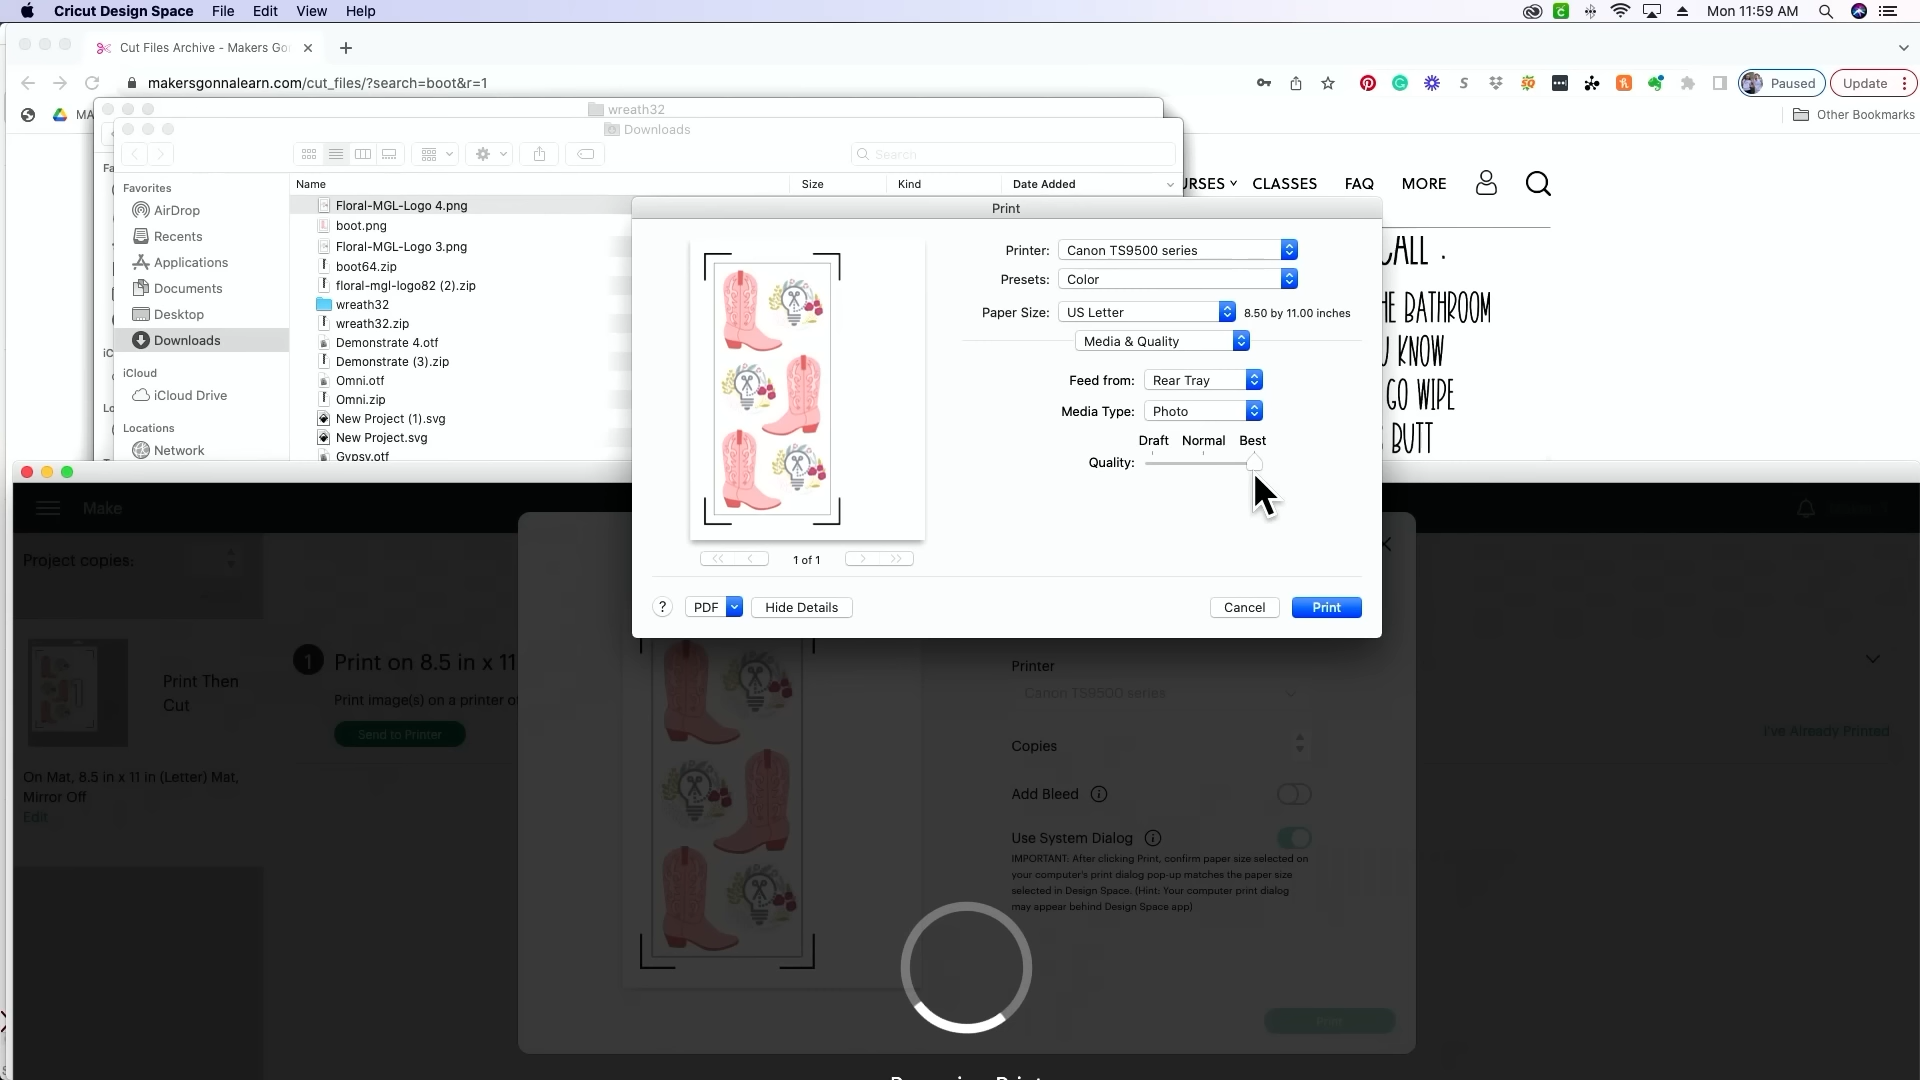 Cricut Design Space File Edit View Help Mon 11:59 AM
Cut Files Archive - Makers Go
makersgonnalearn.com/cut_files/?search=boot&r=1 Paused Update
MA Other Bookmarks
wreath32
Downloads
Search
Fa
Favorites
AirDrop
Recents
Applications
Documents
Desktop
Downloads
iCloud
iCloud Drive
Locations
Network
Name Size Kind Date Added
Floral-MGL-Logo 4.png
boot.png
Floral-MGL-Logo 3.png
boot64.zip
floral-mgl-logo82 (2).zip
wreath32
wreath32.zip
Demonstrate 4.otf
Demonstrate (3).zip
Omni.otf
Omni.zip
New Project (1).svg
New Project.svg
Gypsy.otf
URSES CLASSES FAQ MORE
CALL .
HE BATHROOM
U KNOW
GO WIPE
BUTT
Print
Printer: Canon TS9500 series
Presets: Color
Paper Size: US Letter 8.50 by 11.00 inches
Media & Quality
Feed from: Rear Tray
Media Type: Photo
Draft Normal Best
Quality:
1 of 1
? PDF Hide Details Cancel Print
Make
Project copies:
Print Then
Cut
On Mat, 8.5 in x 11 in (Letter) Mat,
Mirror Off
Edit
1 Print on 8.5 in x 11
Print image(s) on a printer o
Send to Printer
I've Already Printed
Printer
Canon TS9500 series
Copies
Add Bleed
Use System Dialog
IMPORTANT: After clicking Print, confirm paper size selected on
your computer's print dialog pop-up matches the paper size
selected in Design Space. (Hint: Your computer print dialog
may appear behind Design Space app)
Print